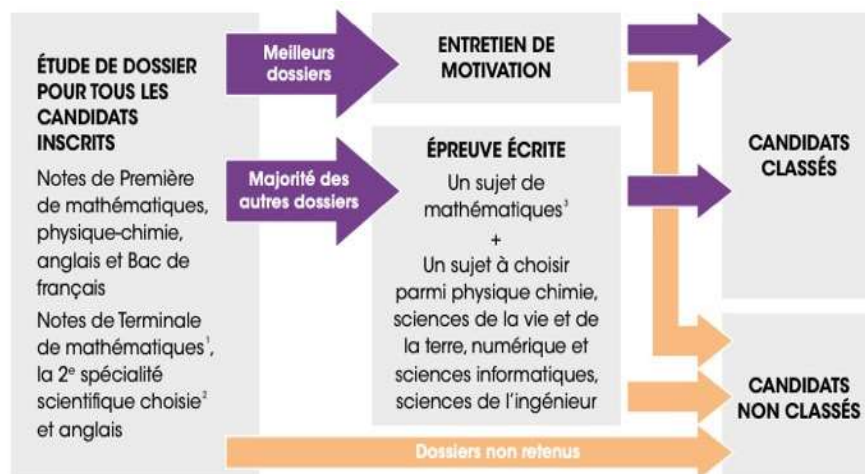 ÉTUDE DE DOSSIER
POUR TOUS LES
CANDIDATS
INSCRITS
Notes de Première
de mathématiques,
physique-chimie,
anglais et Bac de
français
Notes de Terminale
de mathématiques¹,
la 2ᵉ spécialité
scientifique choisie²
et anglais
Meilleurs
dossiers
Majorité des
autres dossiers
ENTRETIEN DE
MOTIVATION
ÉPREUVE ÉCRITE
Un sujet de
mathématiques³
+
Un sujet à choisir
parmi physique chimie,
sciences de la vie et de
la terre, numérique et
sciences informatiques,
sciences de l'ingénieur
Dossiers non retenus
CANDIDATS
CLASSÉS
CANDIDATS
NON CLASSÉS